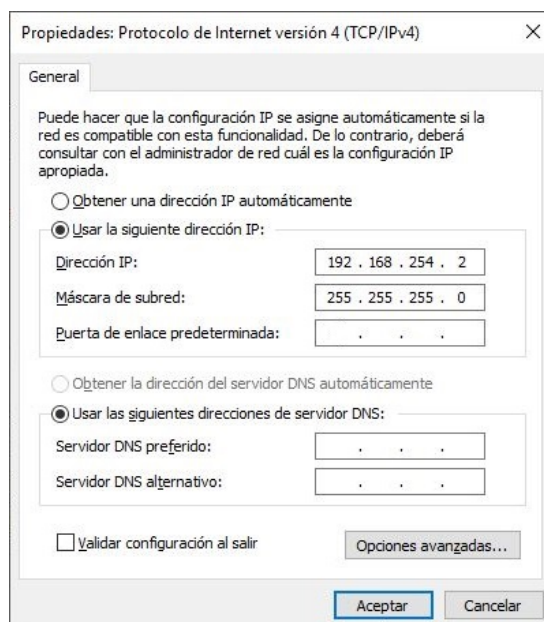 Propiedades: Protocolo de Internet versión 4 (TCP/IPv4)
General
Puede hacer que la configuración IP se asigne automáticamente si la
red es compatible con esta funcionalidad. De lo contrario, deberá
consultar con el administrador de red cuál es la configuración IP
apropiada.
Obtener una dirección IP automáticamente
Usar la siguiente dirección IP:
Dirección IP: 192 . 168 . 254 . 2
Máscara de subred: 255 . 255 . 255 . 0
Puerta de enlace predeterminada: . . .
Obtener la dirección del servidor DNS automáticamente
Usar las siguientes direcciones de servidor DNS:
Servidor DNS preferido: . . .
Servidor DNS alternativo: . . .
Validar configuración al salir
Opciones avanzadas...
Aceptar
Cancelar